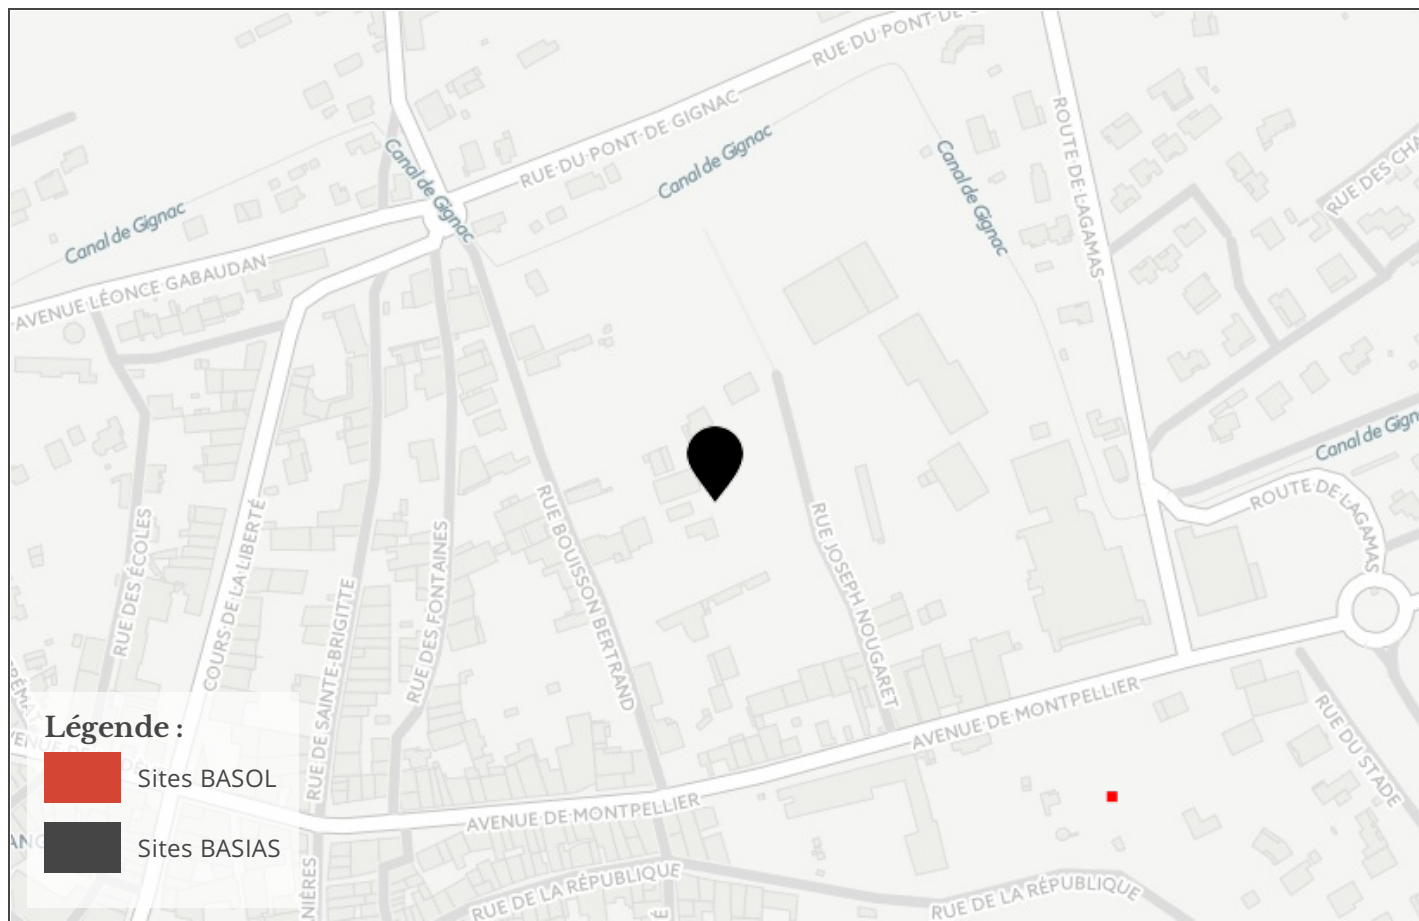 RUE·DU·PONT·DE·G
RUE·DU·PONT·DE·GIGNAC
Canal de Gignac
Canal de Gignac
Canal de Gignac
Canal de Gignac
ROUTE·DE·LAGAMAS
RUE DES CHA
AVENUE LÉONCE GABAUDAN
Canal de Gign
ROUTE·DE·LAGAMAS
RUE·DES·ÉCOLES
COURS·DE·LA·LIBERTÉ
RUE·DE·SAINTE·BRIGITTE
RUE·DES·FONTAINES
RUE BOUISSON BERTRAND
RUE JOSEPH NOUGARET
AVENUE·DE·MONTPELLIER
RUE·DU·STADE
AVENUE·DE·MONTPELLIER
Légende :
Sites BASOL
Sites BASIAS
NIÈRES
RUE DE LA RÉPUBLIQUE
RUE DE LA RÉPUBLIQUE
É